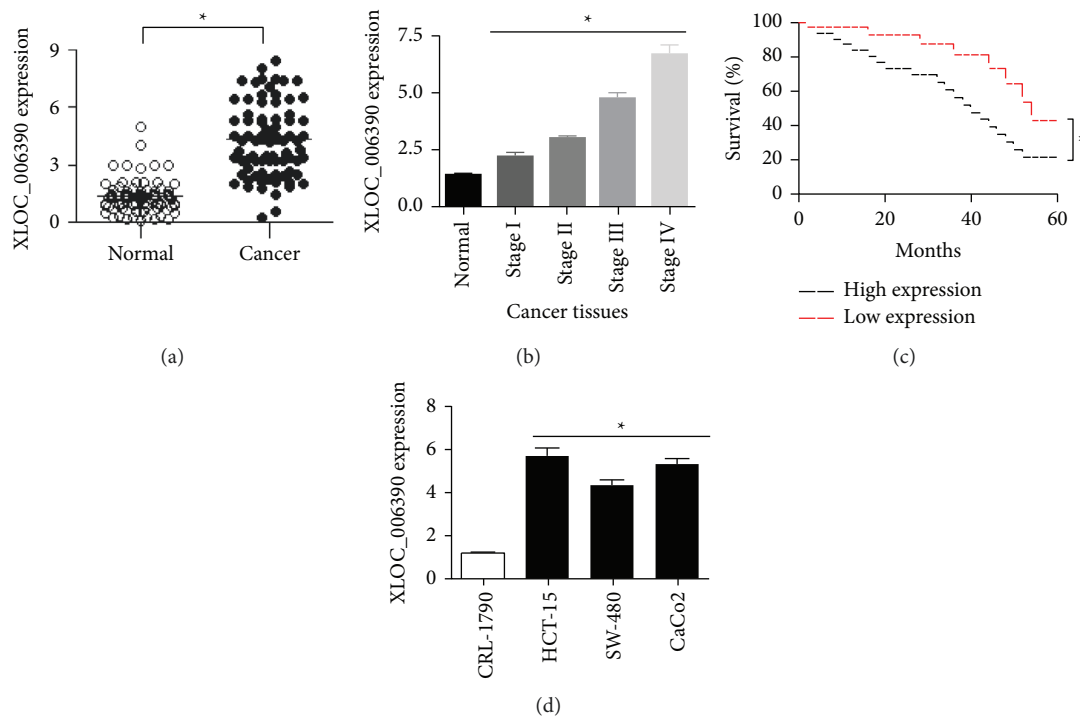 *
XLOC_006390 expression
9
6
3
0
Normal
Cancer
(a)
*
XLOC_006390 expression
7.5
5.0
2.5
0.0
Normal
Stage I
Stage II
Stage III
Stage IV
Cancer tissues
(b)
Survival (%)
100
80
60
40
20
0
0
20
40
60
*
Months
High expression
Low expression
(c)
*
XLOC_006390 expression
8
6
4
2
0
CRL-1790
HCT-15
SW-480
CaCo2
(d)